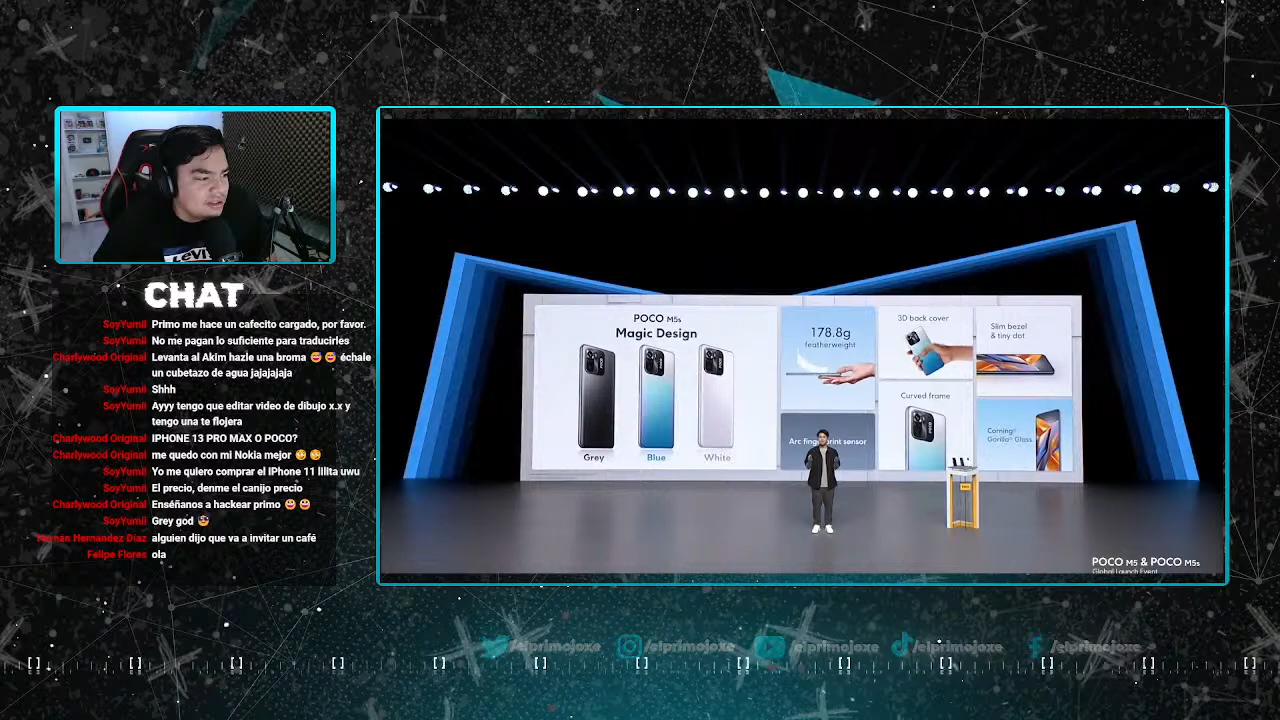 LEVI
CHAT
SoyYumii Primo me hace un cafecito cargado, por favor.
SoyYumii No me pagan lo suficiente para traducirles
Charlywood Original Levanta al Akim hazle una broma 😅 😅 échale
un cubetazo de agua jajajajaja
SoyYumii Shhh
SoyYumii Ayyy tengo que editar video de dibujo x.x y
tengo una te flojera
Charlywood Original IPHONE 13 PRO MAX O POCO?
Charlywood Original me quedo con mi Nokia mejor
SoyYumii Yo me quiero comprar el IPhone 11 lilita uwu
SoyYumii El precio, denme el canijo precio
Charlywood Original Enséñanos a hackear primo 😃 😃
SoyYumii Grey god
Hernán Hernandez Diaz alguien dijo que va a invitar un café
Felipe Flores ola
POCO M5s
Magic Design
Grey
Blue
White
178.8g
featherweight
3D back cover
Slim bezel
& tiny dot
Arc fingerprint sensor
Curved frame
Corning®
Gorilla® Glass
POCO M5 & POCO M5s
Global Launch Event
/elprimojoxe
/elprimojoxe
/elprimojoxe
/elprimojoxe
/elprimojoxe